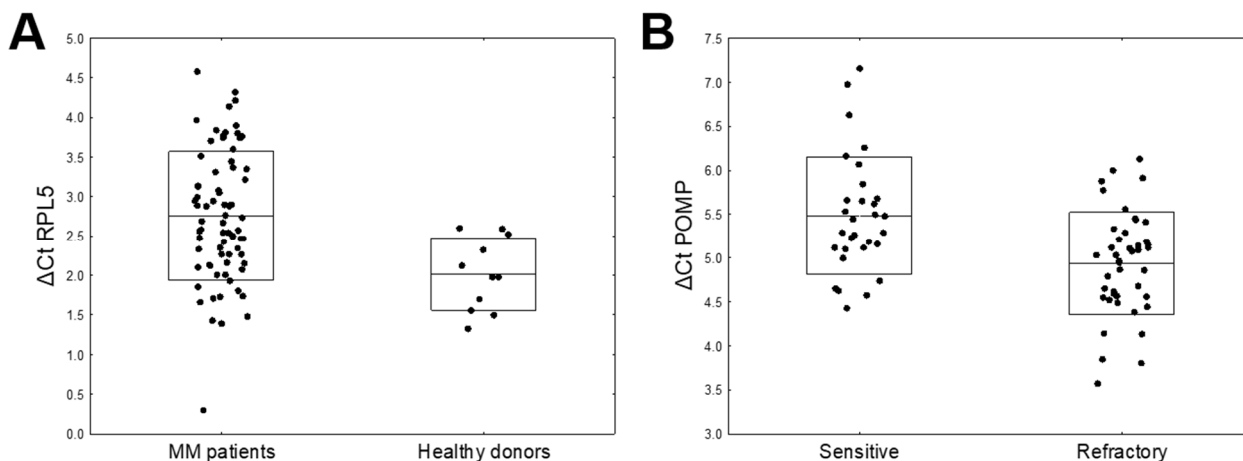 A
ΔCt RPL5
5.0
4.5
4.0
3.5
3.0
2.5
2.0
1.5
1.0
0.5
0.0
MM patients
Healthy donors
B
ΔCt POMP
7.5
7.0
6.5
6.0
5.5
5.0
4.5
4.0
3.5
3.0
Sensitive
Refractory